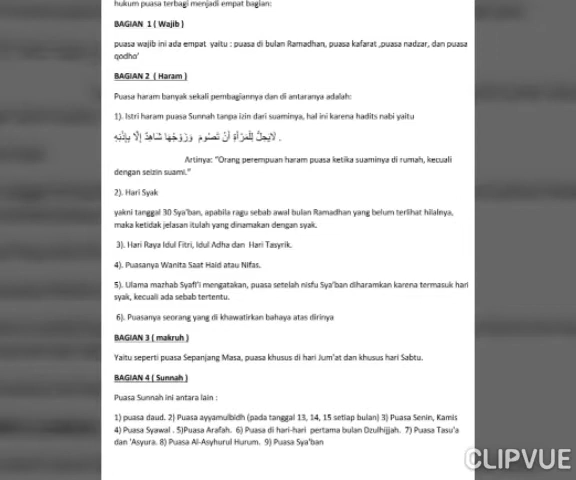 hukum puasa terbagi menjadi empat bagian:
BAGIAN 1 ( Wajib )
puasa wajib ini ada empat yaitu : puasa di bulan Ramadhan, puasa kafarat ,puasa nadzar, dan puasa
qodho'
BAGIAN 2 ( Haram )
Puasa haram banyak sekali pembagiannya dan di antaranya adalah:
1). Istri haram puasa Sunnah tanpa izin dari suaminya, hal ini karena hadits nabi yaitu
لَايَحِلُّ لِلْمَرْأَةِ أَنْ تَصُوْمَ وَزَوْجُهَا شَاهِدٌ إِلَّا بِإِذْنِهِ .
Artinya: "Orang perempuan haram puasa ketika suaminya di rumah, kecuali
dengan seizin suami."
2). Hari Syak
yakni tanggal 30 Sya'ban, apabila ragu sebab awal bulan Ramadhan yang belum terlihat hilalnya,
maka ketidak jelasan itulah yang dinamakan dengan syak.
3). Hari Raya Idul Fitri, Idul Adha dan Hari Tasyrik.
4). Puasanya Wanita Saat Haid atau Nifas.
5). Ulama mazhab Syafi'i mengatakan, puasa setelah nisfu Sya'ban diharamkan karena termasuk hari
syak, kecuali ada sebab tertentu.
6). Puasanya seorang yang di khawatirkan bahaya atas dirinya
BAGIAN 3 ( makruh )
Yaitu seperti puasa Sepanjang Masa, puasa khusus di hari Jum'at dan khusus hari Sabtu.
BAGIAN 4 ( Sunnah )
Puasa Sunnah ini antara lain :
1) puasa daud. 2) Puasa ayyamulbidh (pada tanggal 13, 14, 15 setiap bulan) 3) Puasa Senin, Kamis
4) Puasa Syawal . 5)Puasa Arafah. 6) Puasa di hari-hari pertama bulan Dzulhijjah. 7) Puasa Tasu'a
dan 'Asyura. 8) Puasa Al-Asyhurul Hurum. 9) Puasa Sya'ban
CLIPVUE